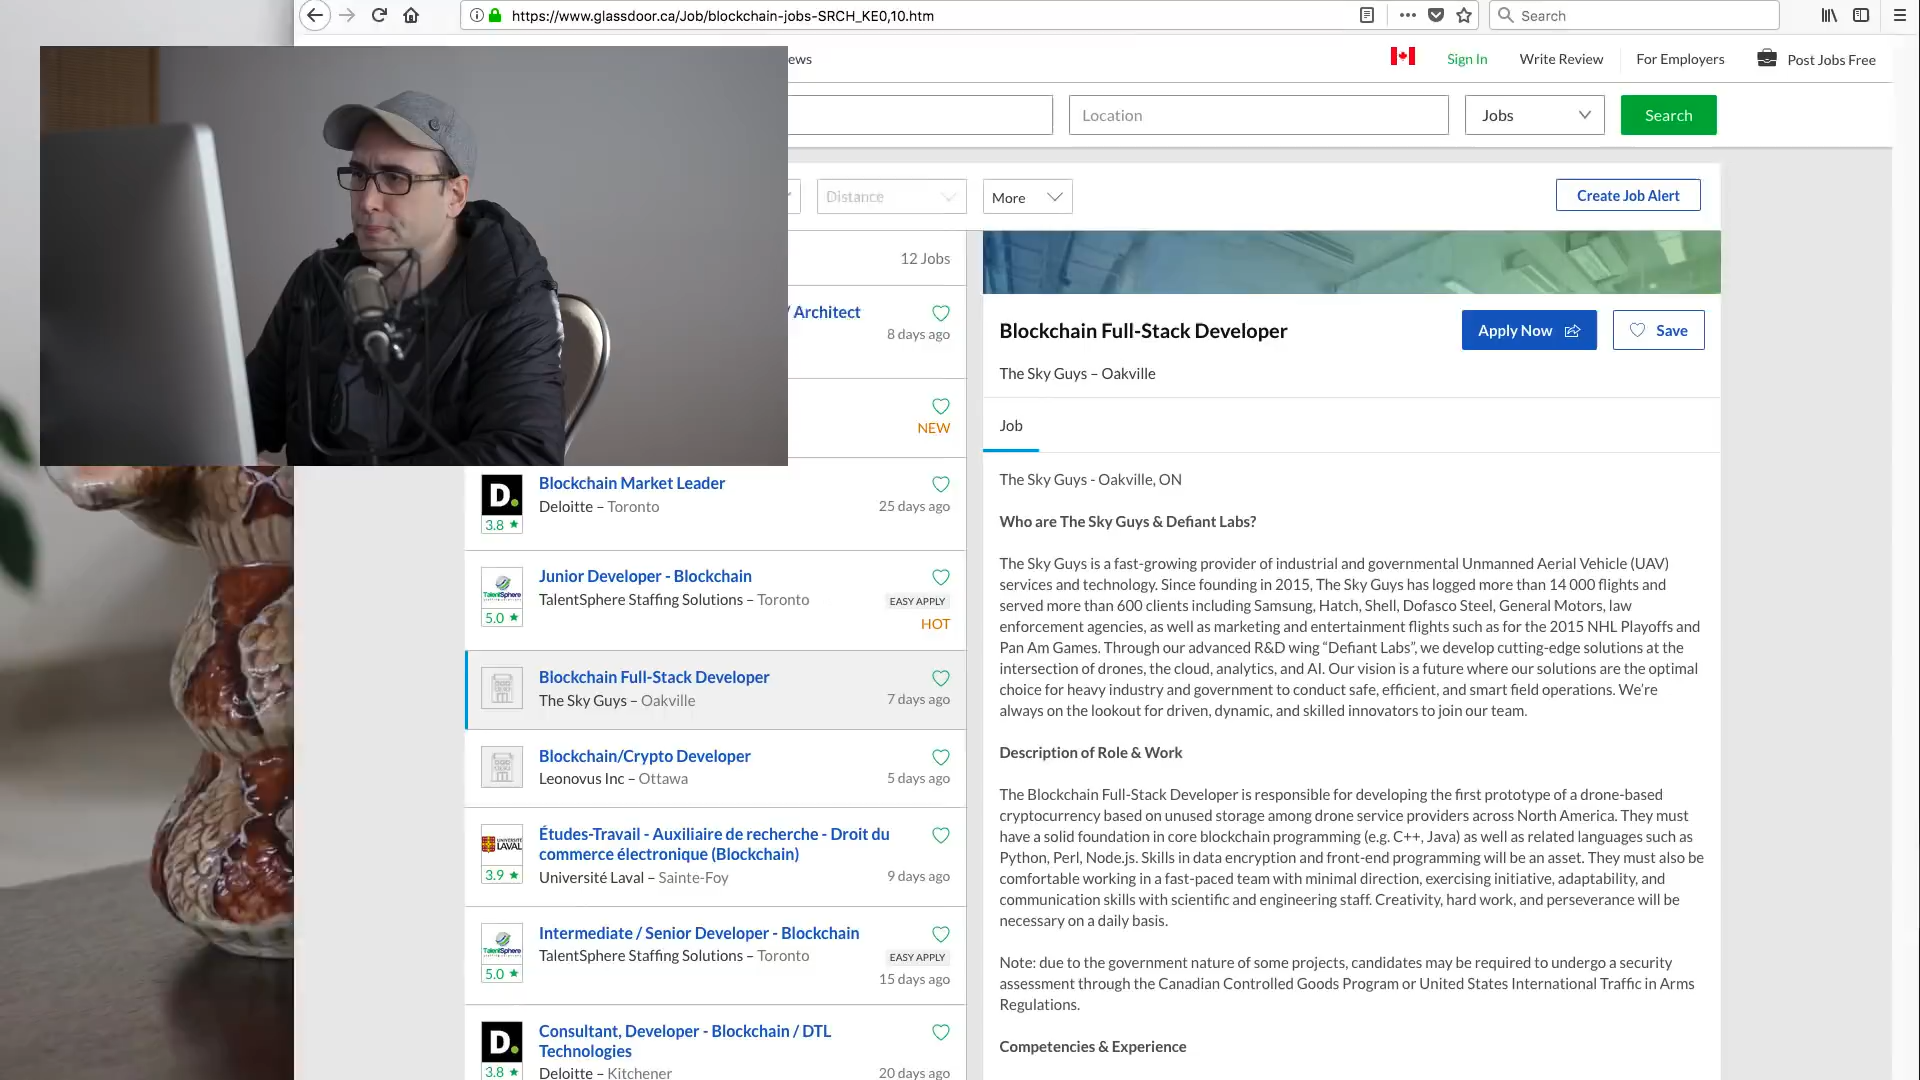 https://www.glassdoor.ca/Job/blockchain-jobs-SRCH_KE0,10.htm
Search
ews
Sign In
Write Review
For Employers
Post Jobs Free
Location
Jobs
Search
Distance
More
Create Job Alert
12 Jobs
/ Architect
8 days ago
NEW
D.
3.8 ★
Blockchain Market Leader
Deloitte – Toronto
25 days ago
TalentSphere
5.0 ★
Junior Developer - Blockchain
TalentSphere Staffing Solutions – Toronto
EASY APPLY
HOT
Blockchain Full-Stack Developer
The Sky Guys – Oakville
7 days ago
Blockchain/Crypto Developer
Leonovus Inc – Ottawa
5 days ago
UNIVERSITÉ
LAVAL
3.9 ★
Études-Travail - Auxiliaire de recherche - Droit du
commerce électronique (Blockchain)
Université Laval – Sainte-Foy
9 days ago
TalentSphere
5.0 ★
Intermediate / Senior Developer - Blockchain
TalentSphere Staffing Solutions – Toronto
EASY APPLY
15 days ago
D.
3.8 ★
Consultant, Developer - Blockchain / DTL
Technologies
Deloitte – Kitchener
20 days ago
Blockchain Full-Stack Developer
Apply Now
Save
The Sky Guys – Oakville
Job
The Sky Guys - Oakville, ON
Who are The Sky Guys & Defiant Labs?
The Sky Guys is a fast-growing provider of industrial and governmental Unmanned Aerial Vehicle (UAV)
services and technology. Since founding in 2015, The Sky Guys has logged more than 14 000 flights and
served more than 600 clients including Samsung, Hatch, Shell, Dofasco Steel, General Motors, law
enforcement agencies, as well as marketing and entertainment flights such as for the 2015 NHL Playoffs and
Pan Am Games. Through our advanced R&D wing “Defiant Labs”, we develop cutting-edge solutions at the
intersection of drones, the cloud, analytics, and AI. Our vision is a future where our solutions are the optimal
choice for heavy industry and government to conduct safe, efficient, and smart field operations. We’re
always on the lookout for driven, dynamic, and skilled innovators to join our team.
Description of Role & Work
The Blockchain Full-Stack Developer is responsible for developing the first prototype of a drone-based
cryptocurrency based on unused storage among drone service providers across North America. They must
have a solid foundation in core blockchain programming (e.g. C++, Java) as well as related languages such as
Python, Perl, Node.js. Skills in data encryption and front-end programming will be an asset. They must also be
comfortable working in a fast-paced team with minimal direction, exercising initiative, adaptability, and
communication skills with scientific and engineering staff. Creativity, hard work, and perseverance will be
necessary on a daily basis.
Note: due to the government nature of some projects, candidates may be required to undergo a security
assessment through the Canadian Controlled Goods Program or United States International Traffic in Arms
Regulations.
Competencies & Experience